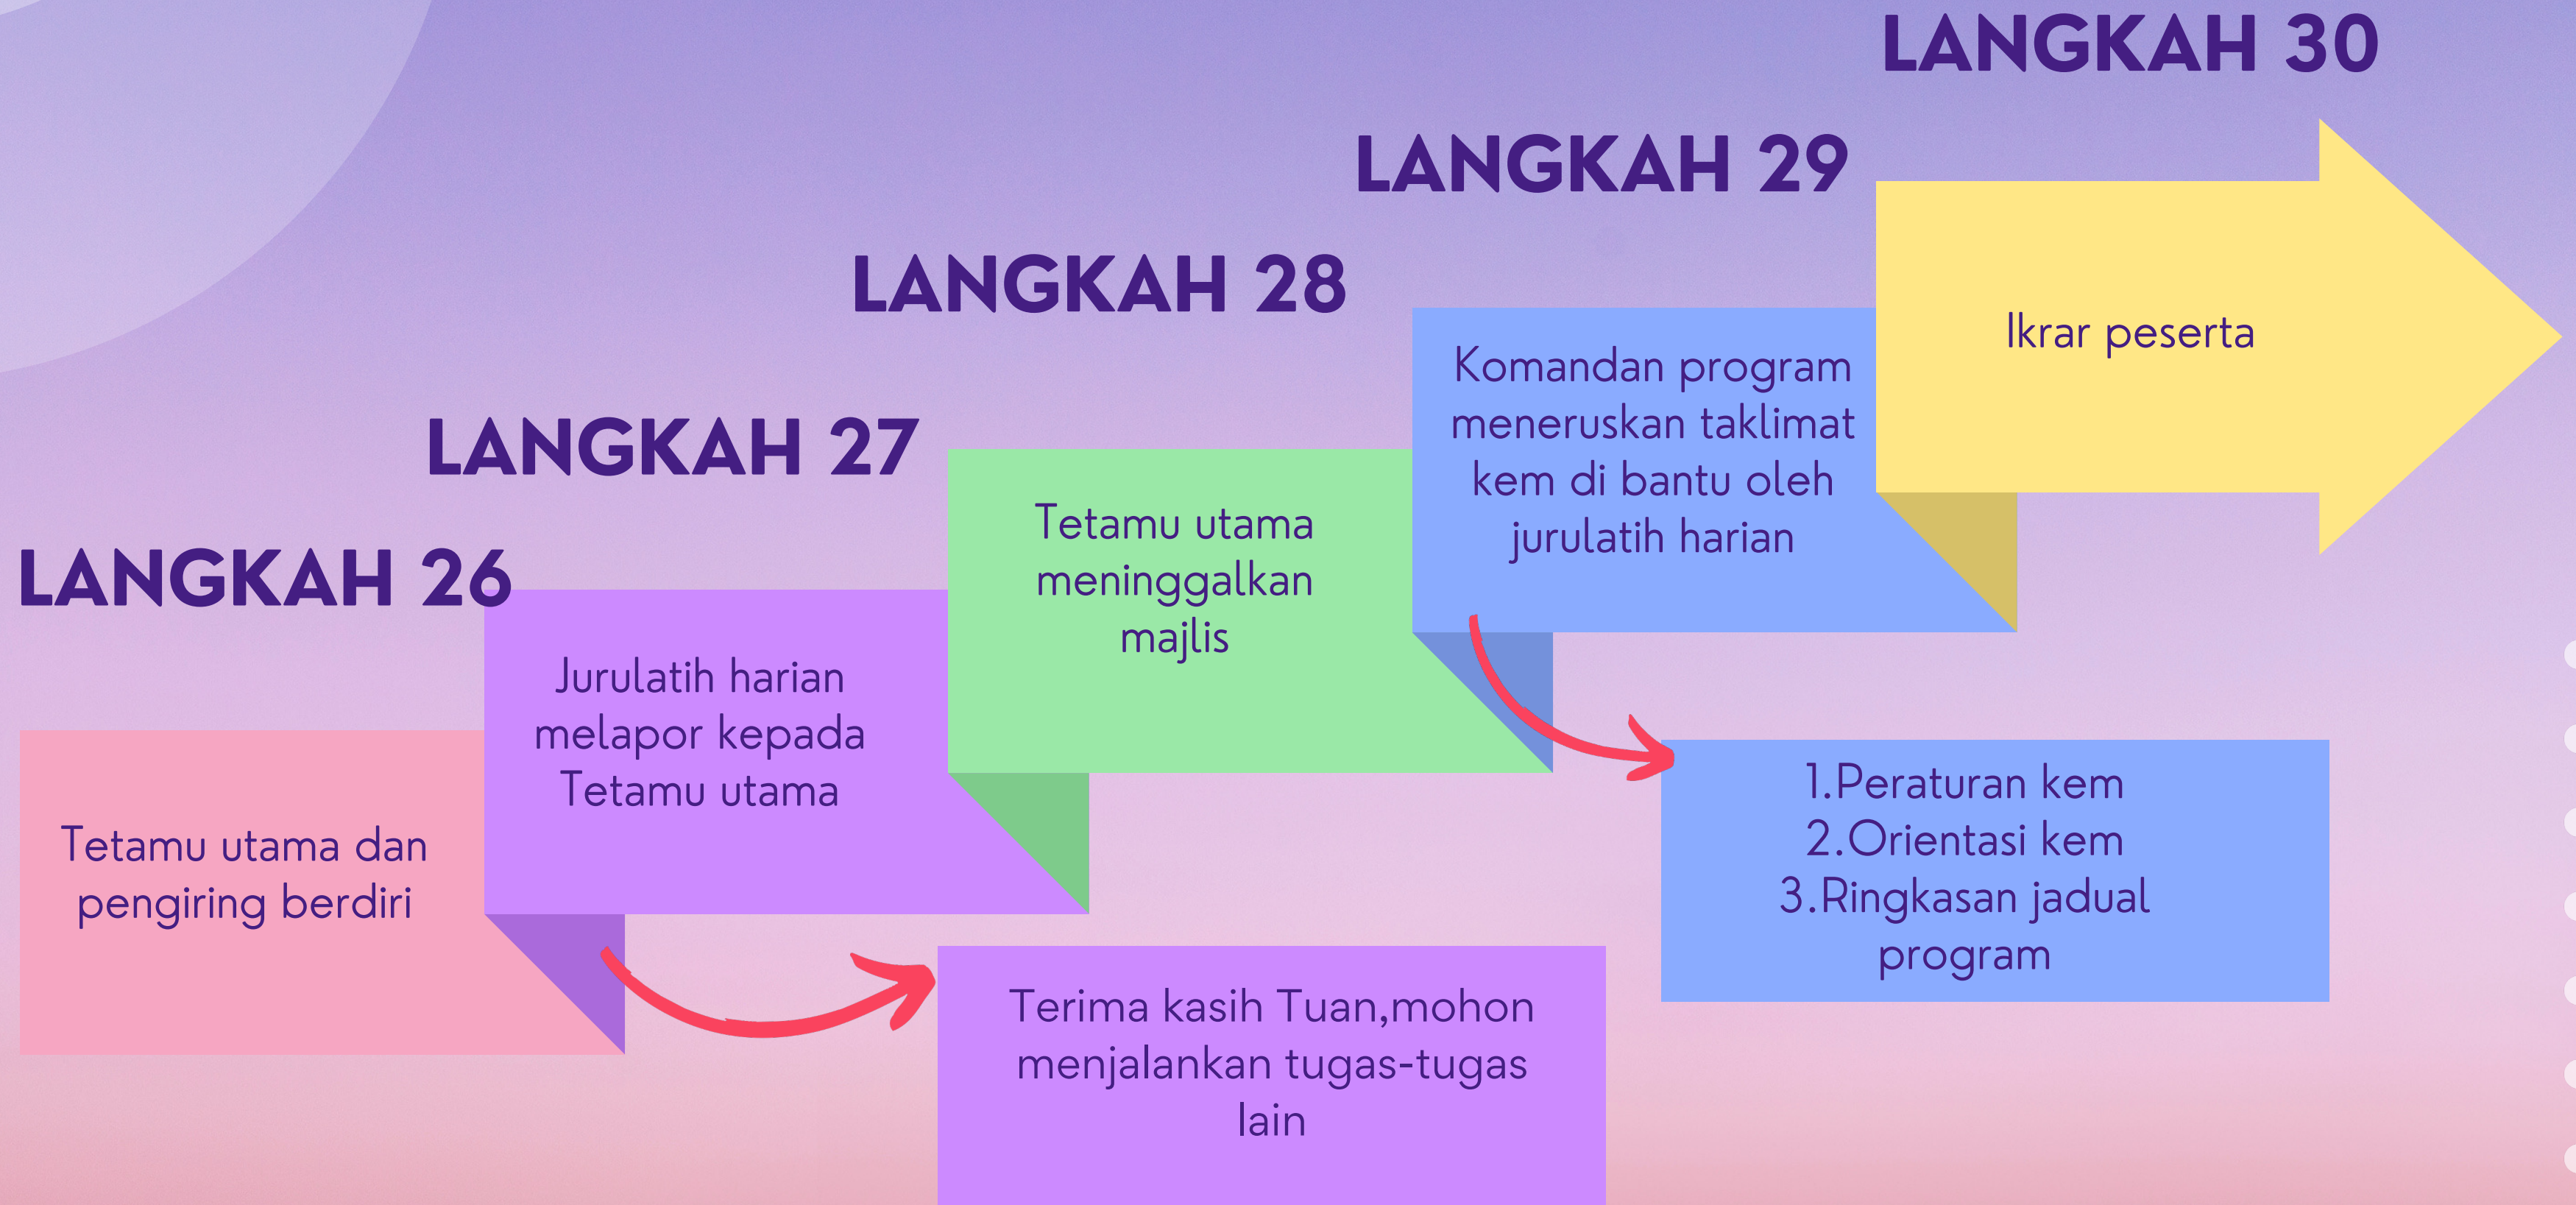 LANGKAH 26
Tetamu utama dan
pengiring berdiri
LANGKAH 27
Jurulatih harian
melapor kepada
Tetamu utama
Terima kasih Tuan,mohon
menjalankan tugas-tugas
lain
LANGKAH 28
Tetamu utama
meninggalkan
majlis
LANGKAH 29
Komandan program
meneruskan taklimat
kem di bantu oleh
jurulatih harian
1.Peraturan kem
2.Orientasi kem
3.Ringkasan jadual
program
LANGKAH 30
Ikrar peserta